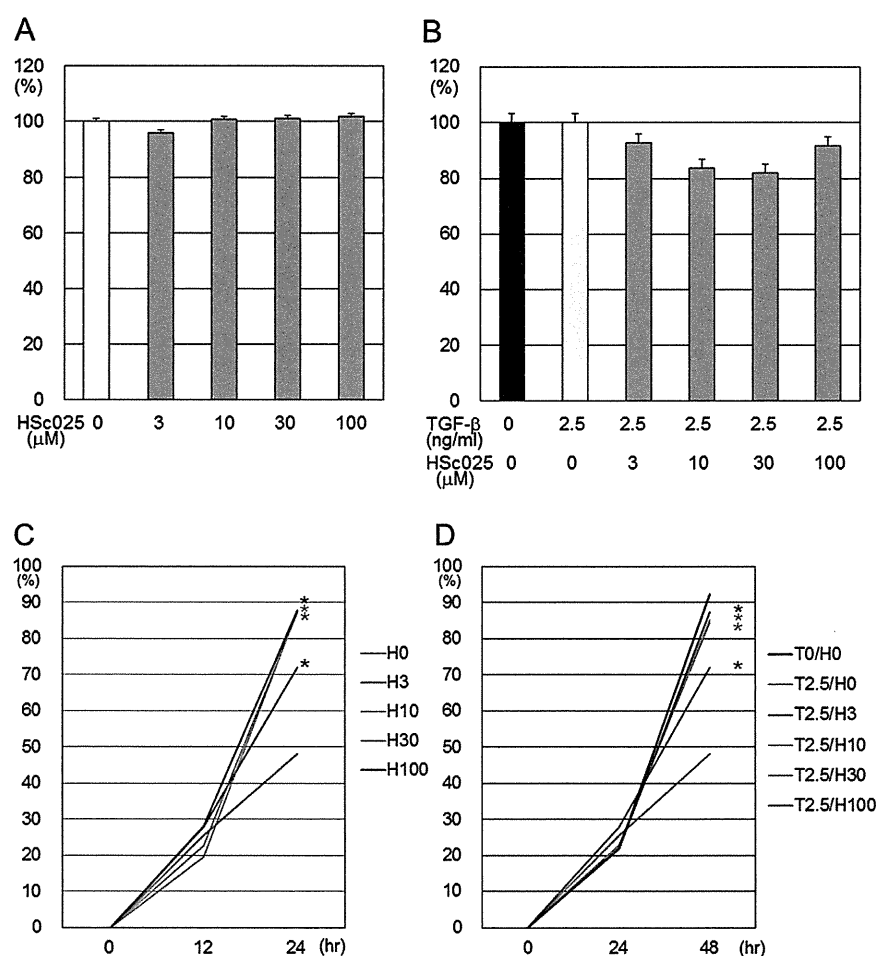 A
120
(%)
100
80
60
40
20
0
HSc025 0 3 10 30 100
(μM)
B
120
(%)
100
80
60
40
20
0
TGF-β 0 2.5 2.5 2.5 2.5 2.5
(ng/ml)
HSc025 0 0 3 10 30 100
(μM)
C
100
(%)
90
80
70
60
50
40
30
20
10
0
0 12 24 (hr)
*
*
*
*
H0
H3
H10
H30
H100
D
100
(%)
90
80
70
60
50
40
30
20
10
0
0 24 48 (hr)
*
*
*
*
T0/H0
T2.5/H0
T2.5/H3
T2.5/H10
T2.5/H30
T2.5/H100